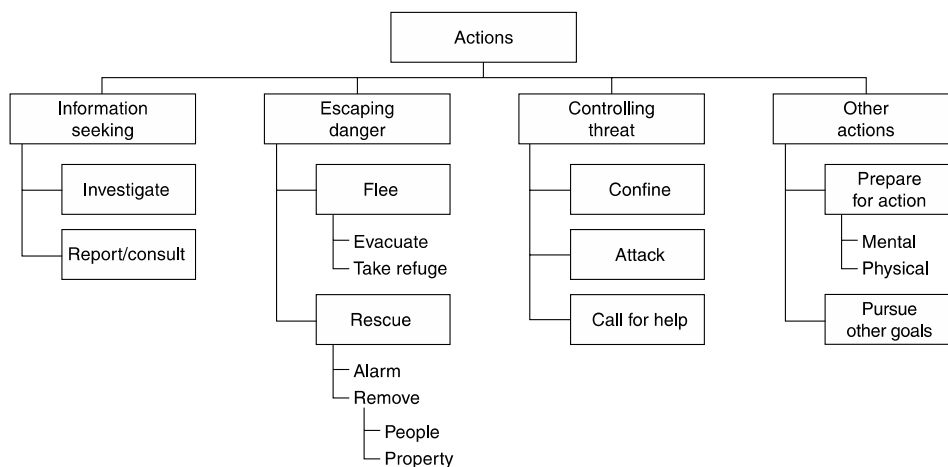 Actions
Information
seeking
Investigate
Report/consult
Escaping
danger
Flee
Evacuate
Take refuge
Rescue
Alarm
Remove
People
Property
Controlling
threat
Confine
Attack
Call for help
Other
actions
Prepare
for action
Mental
Physical
Pursue
other goals